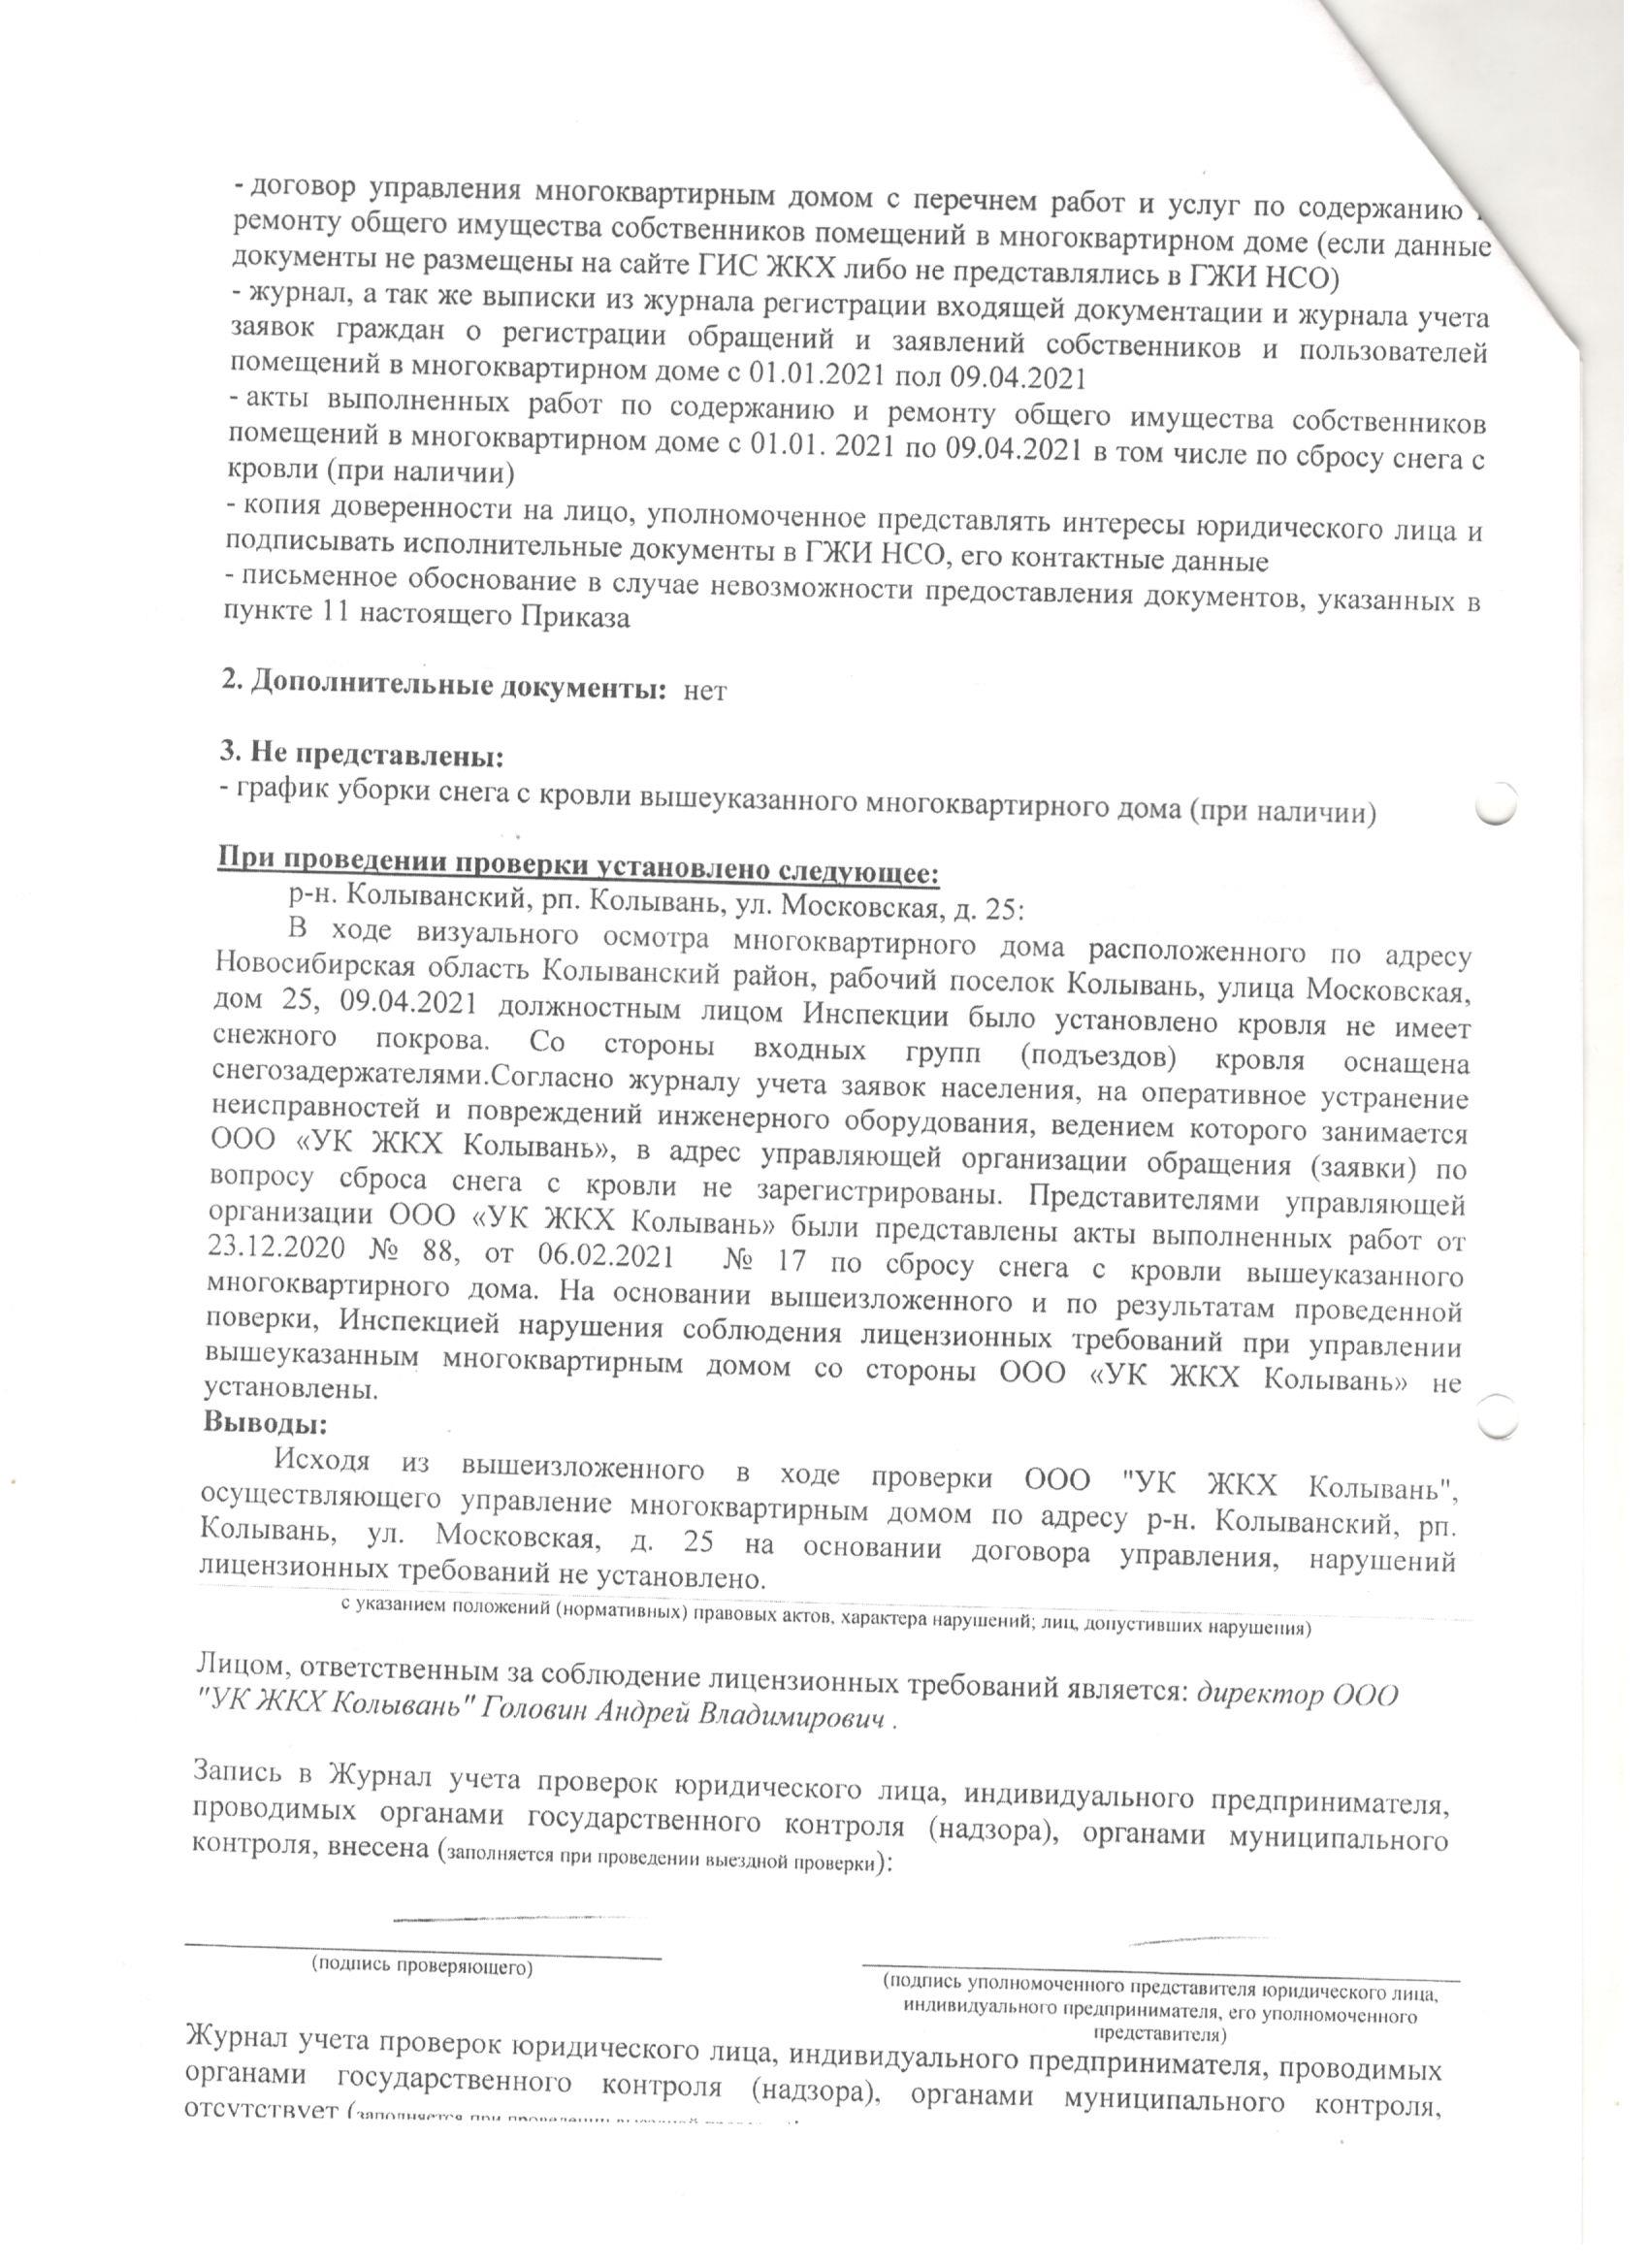 - договор управления многоквартирным домом с перечнем работ и услуг по содержанию
ремонту общего имущества собственников помещений в многоквартирном доме (если данные
документы не размещены на сайте ГИС ЖКХ либо не представлялись в ГЖИ НСО)
- журнал, а так же выписки из журнала регистрации входящей документации и журнала учета
заявок граждан о регистрации обращений и заявлений собственников и пользователей
помещений в многоквартирном доме с 01.01.2021 пол 09.04.2021
- акты выполненных работ по содержанию и ремонту общего имущества собственников
помещений в многоквартирном доме с 01.01. 2021 по 09.04.2021 в том числе по сбросу снега с
кровли (при наличии)
- копия доверенности на лицо, уполномоченное представлять интересы юридического лица и
подписывать исполнительные документы в ГЖИ НСО, его контактные данные
- письменное обоснование в случае невозможности предоставления документов, указанных в
пункте 11 настоящего Приказа
2. Дополнительные документы: нет
3. Не представлены:
- график уборки снега с кровли вышеуказанного многоквартирного дома (при наличии)
При проведении проверки установлено следующее:
р-н. Колыванский, рп. Колывань, ул. Московская, д. 25:
В ходе визуального осмотра многоквартирного дома расположенного по адресу
Новосибирская область Колыванский район, рабочий поселок Колывань, улица Московская,
дом 25, 09.04.2021 должностным лицом Инспекции было установлено кровля не имеет
снежного покрова. Со стороны входных групп (подъездов) кровля оснащена
снегозадержателями.Согласно журналу учета заявок населения, на оперативное устранение
неисправностей и повреждений инженерного оборудования, ведением которого занимается
ООО «УК ЖКХ Колывань», в адрес управляющей организации обращения (заявки) по
вопросу сброса снега с кровли не зарегистрированы. Представителями управляющей
организации ООО «УК ЖКХ Колывань» были представлены акты выполненных работ от
23.12.2020 № 88, от 06.02.2021 № 17 по сбросу снега с кровли вышеуказанного
многоквартирного дома. На основании вышеизложенного и по результатам проведенной
поверки, Инспекцией нарушения соблюдения лицензионных требований при управлении
вышеуказанным многоквартирным домом со стороны ООО «УК ЖКХ Колывань» не
установлены.
Выводы:
Исходя из вышеизложенного в ходе проверки ООО "УК ЖКХ Колывань",
осуществляющего управление многоквартирным домом по адресу р-н. Колыванский, рп.
Колывань, ул. Московская, д. 25 на основании договора управления, нарушений
лицензионных требований не установлено.
с указанием положений (нормативных) правовых актов, характера нарушений; лиц, допустивших нарушения)
Лицом, ответственным за соблюдение лицензионных требований является: директор ООО
"УК ЖКХ Колывань" Головин Андрей Владимирович .
Запись в Журнал учета проверок юридического лица, индивидуального предпринимателя,
проводимых органами государственного контроля (надзора), органами муниципального
контроля, внесена (заполняется при проведении выездной проверки):
(подпись проверяющего)
(подпись уполномоченного представителя юридического лица,
индивидуального предпринимателя, его уполномоченного
представителя)
Журнал учета проверок юридического лица, индивидуального предпринимателя, проводимых
органами государственного контроля (надзора), органами муниципального контроля,
отсутствует (заполняется при проведении выездной